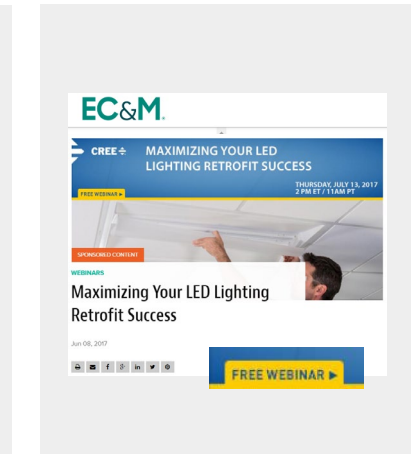 EC&M.
CREE
MAXIMIZING YOUR LED
LIGHTING RETROFIT SUCCESS
THURSDAY, JULY 13, 2017
2 PM ET / 11AM PT
FREE WEBINAR ►
SPONSORED CONTENT
WEBINARS
Maximizing Your LED Lighting
Retrofit Success
Jun 08, 2017
FREE WEBINAR ►